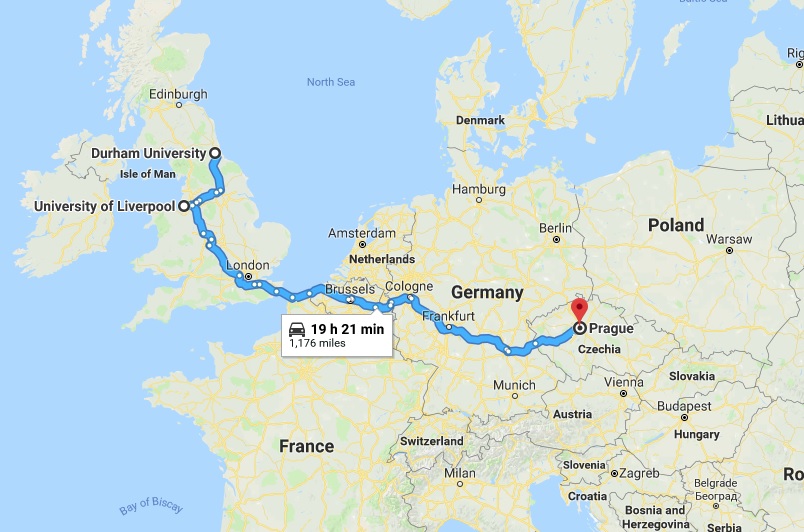 Baltic Sea
Rig
North Sea
Edinburgh
Denmark
Lithua
Durham University
Isle of Man
Hamburg
University of Liverpool
Amsterdam
Berlin
Poland
Warsaw
Netherlands
London
Brussels
Cologne
Germany
Frankfurt
19 h 21 min
1,176 miles
Prague
Czechia
Slovakia
Munich
Vienna
Budapest
Austria
Hungary
France
Switzerland
Slovenia
Zagreb
Ro
Milan
Croatia
Belgrade
Београд
Bay of Biscay
Bosnia and
Herzegovina
Serbia